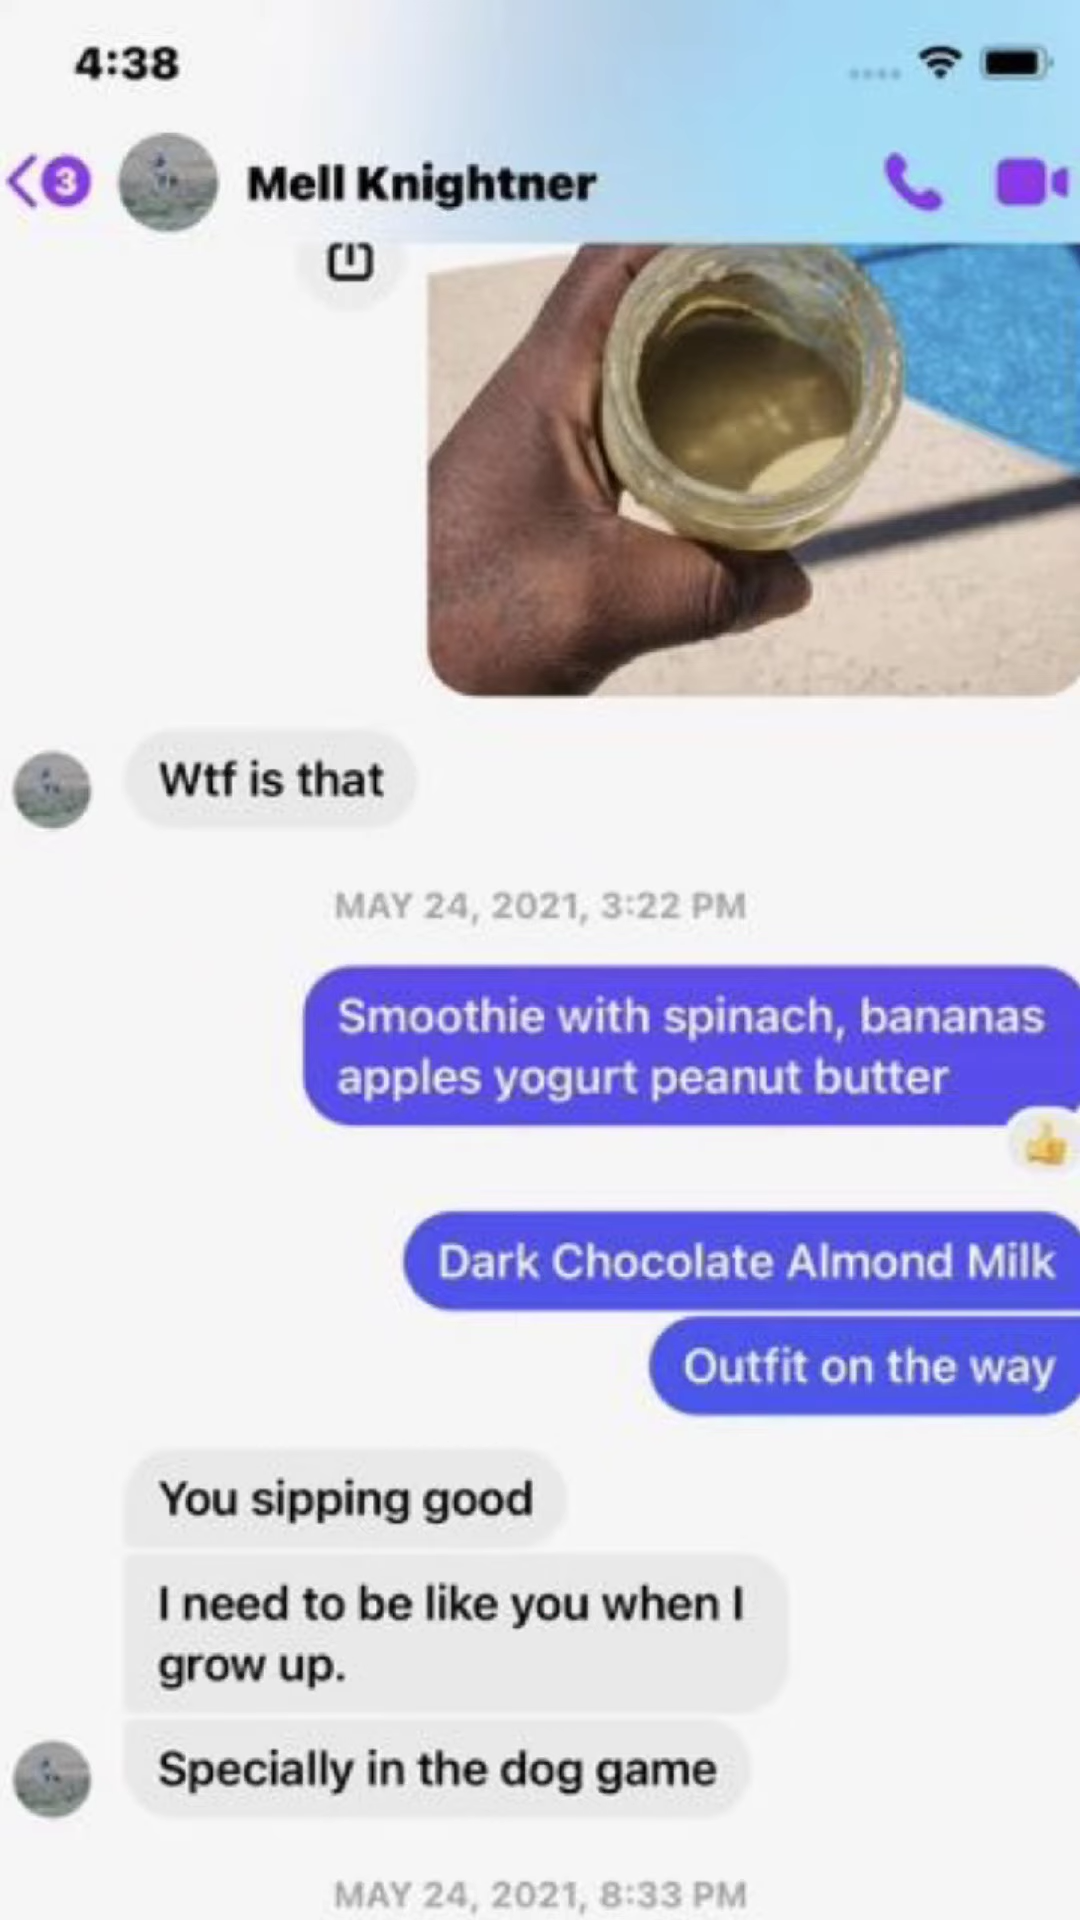 4:38
3
Mell Knightner
Wtf is that
MAY 24, 2021, 3:22 PM
Smoothie with spinach, bananas
apples yogurt peanut butter
Dark Chocolate Almond Milk
Outfit on the way
You sipping good
I need to be like you when I
grow up.
Specially in the dog game
MAY 24, 2021, 8:33 PM